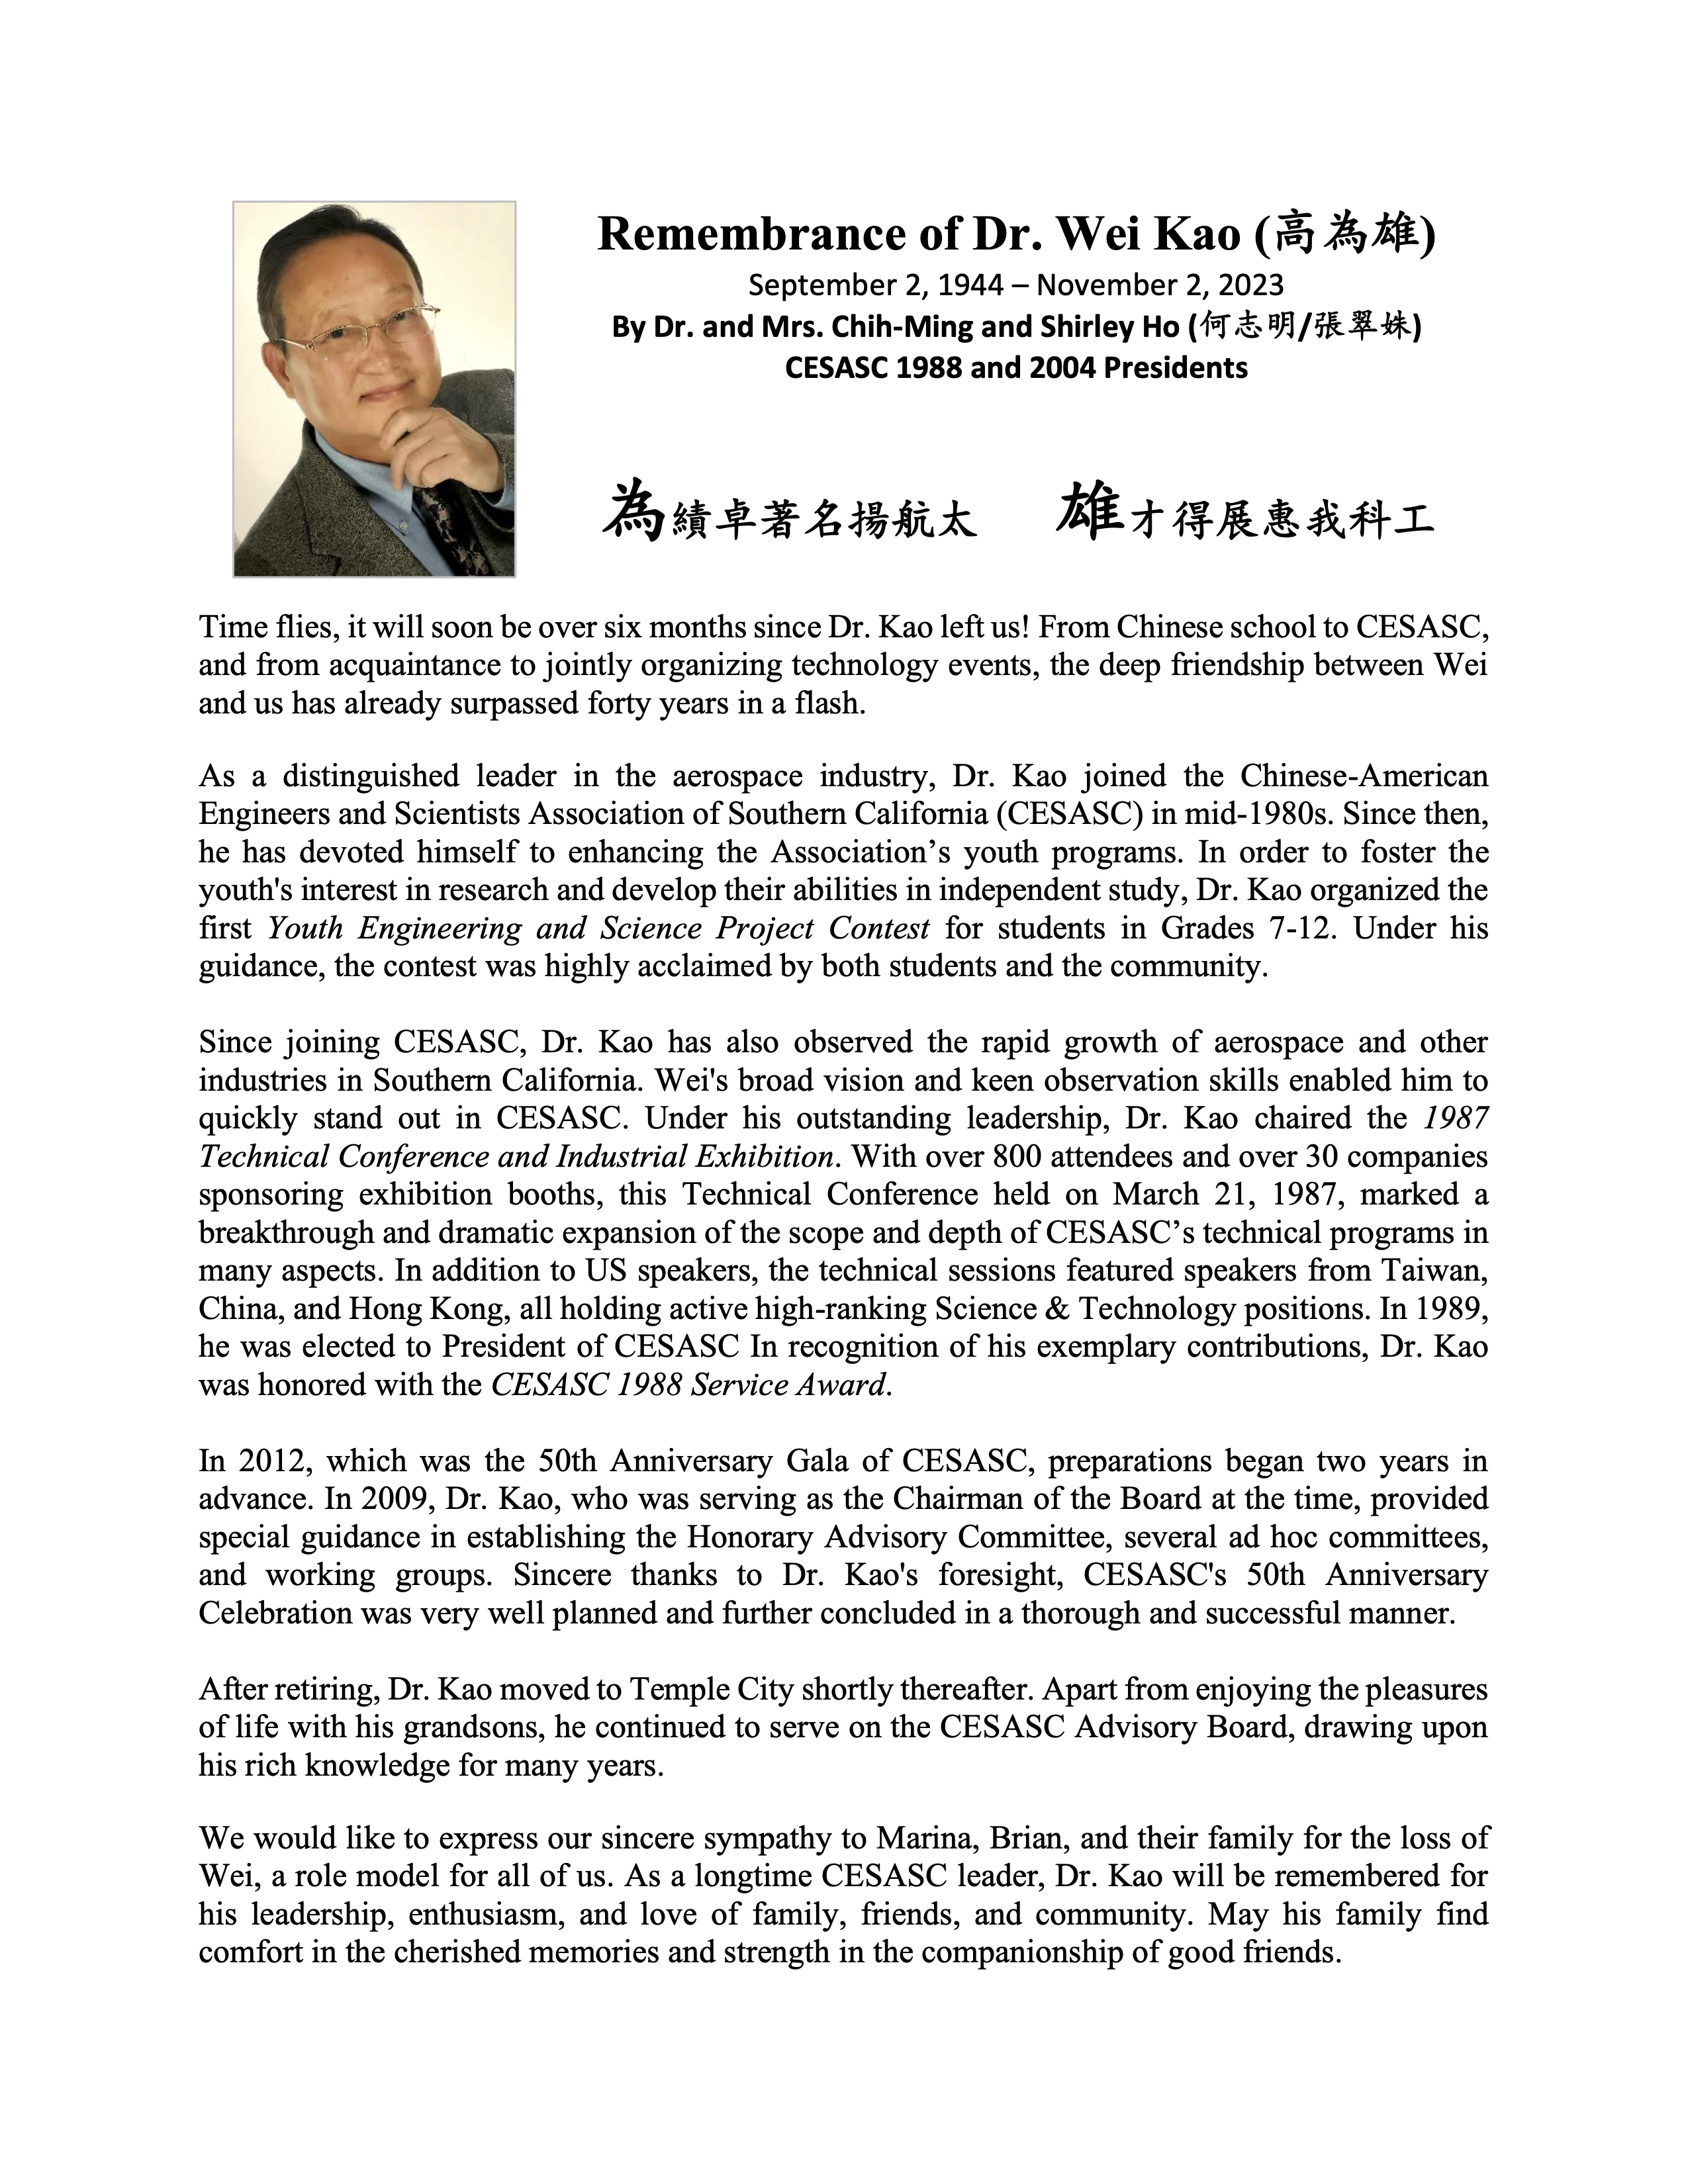 Remembrance of Dr. Wei Kao (高為雄)
September 2, 1944 – November 2, 2023
By Dr. and Mrs. Chih-Ming and Shirley Ho (何志明/張翠姝)
CESASC 1988 and 2004 Presidents
為績卓著名揚航太 雄才得展惠我科工
Time flies, it will soon be over six months since Dr. Kao left us! From Chinese school to CESASC,
and from acquaintance to jointly organizing technology events, the deep friendship between Wei
and us has already surpassed forty years in a flash.
As a distinguished leader in the aerospace industry, Dr. Kao joined the Chinese-American
Engineers and Scientists Association of Southern California (CESASC) in mid-1980s. Since then,
he has devoted himself to enhancing the Association’s youth programs. In order to foster the
youth's interest in research and develop their abilities in independent study, Dr. Kao organized the
first Youth Engineering and Science Project Contest for students in Grades 7-12. Under his
guidance, the contest was highly acclaimed by both students and the community.
Since joining CESASC, Dr. Kao has also observed the rapid growth of aerospace and other
industries in Southern California. Wei's broad vision and keen observation skills enabled him to
quickly stand out in CESASC. Under his outstanding leadership, Dr. Kao chaired the 1987
Technical Conference and Industrial Exhibition. With over 800 attendees and over 30 companies
sponsoring exhibition booths, this Technical Conference held on March 21, 1987, marked a
breakthrough and dramatic expansion of the scope and depth of CESASC’s technical programs in
many aspects. In addition to US speakers, the technical sessions featured speakers from Taiwan,
China, and Hong Kong, all holding active high-ranking Science & Technology positions. In 1989,
he was elected to President of CESASC In recognition of his exemplary contributions, Dr. Kao
was honored with the CESASC 1988 Service Award.
In 2012, which was the 50th Anniversary Gala of CESASC, preparations began two years in
advance. In 2009, Dr. Kao, who was serving as the Chairman of the Board at the time, provided
special guidance in establishing the Honorary Advisory Committee, several ad hoc committees,
and working groups. Sincere thanks to Dr. Kao's foresight, CESASC's 50th Anniversary
Celebration was very well planned and further concluded in a thorough and successful manner.
After retiring, Dr. Kao moved to Temple City shortly thereafter. Apart from enjoying the pleasures
of life with his grandsons, he continued to serve on the CESASC Advisory Board, drawing upon
his rich knowledge for many years.
We would like to express our sincere sympathy to Marina, Brian, and their family for the loss of
Wei, a role model for all of us. As a longtime CESASC leader, Dr. Kao will be remembered for
his leadership, enthusiasm, and love of family, friends, and community. May his family find
comfort in the cherished memories and strength in the companionship of good friends.